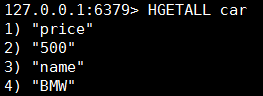 127.0.0.1:6379> HGETALL car
1) "price"
2) "500"
3) "name"
4) "BMW"